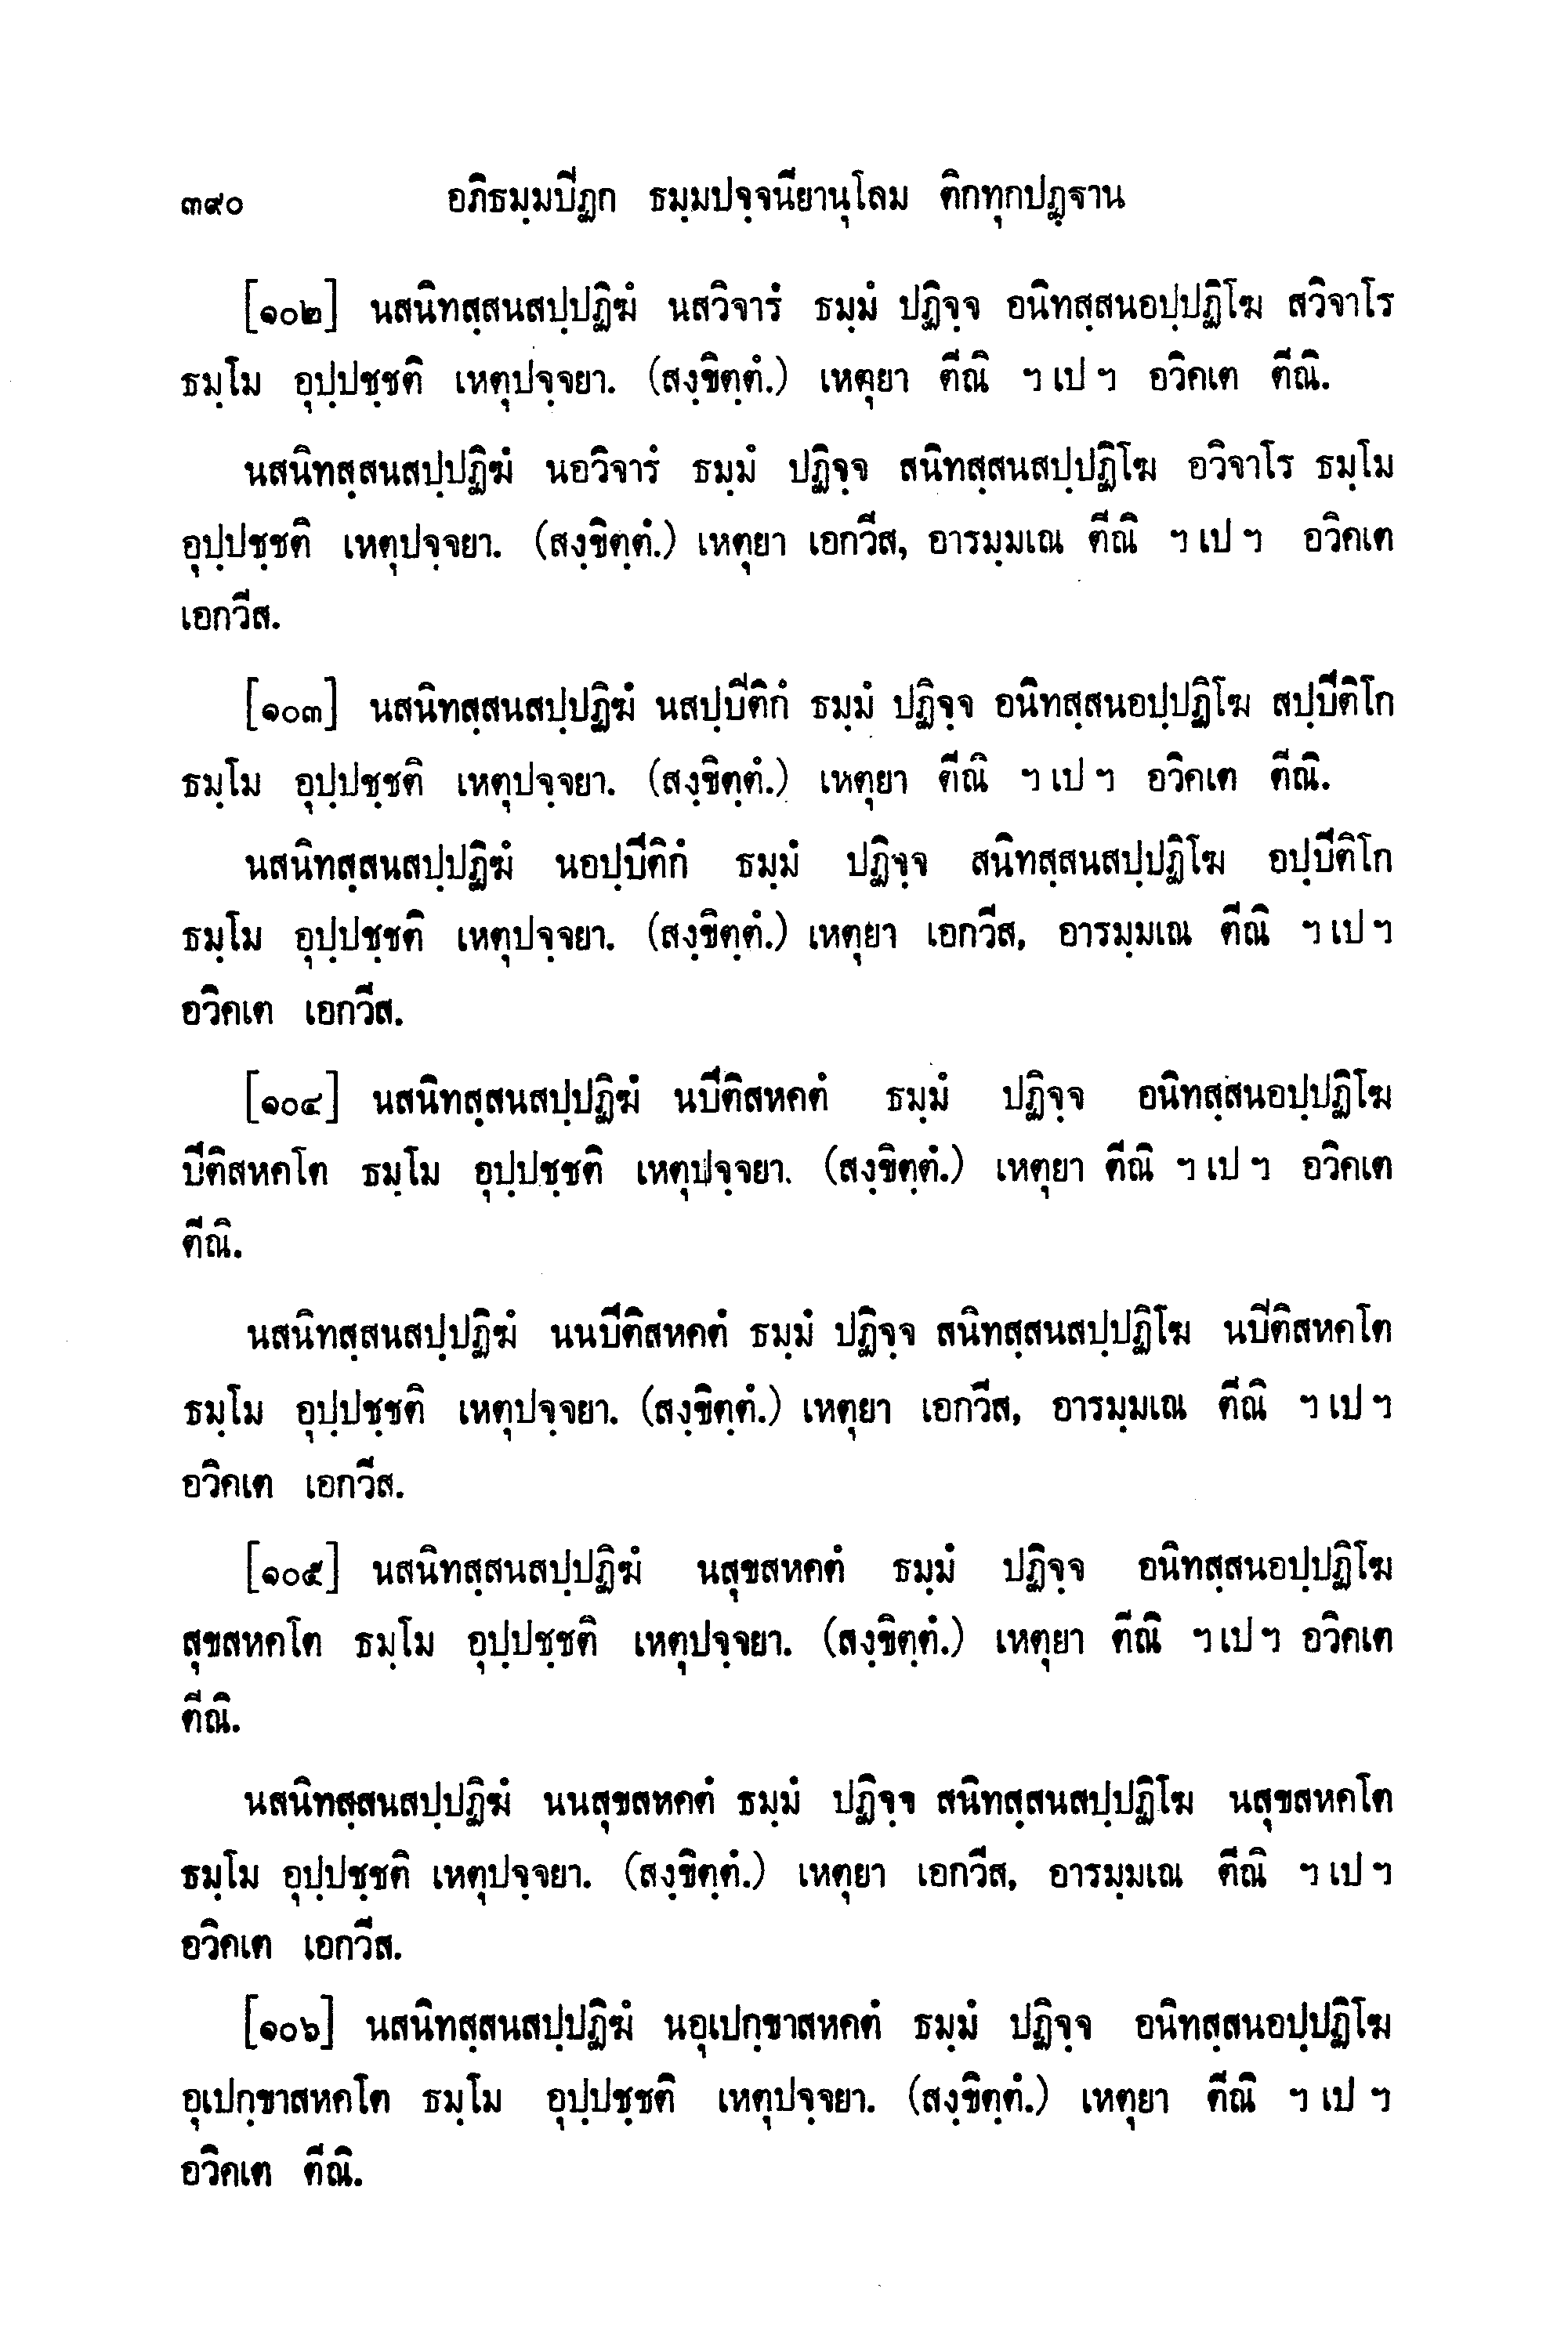 ๓๙๐ อภิธมฺมปีฏก ธมฺมปจฺจนียานุโลม ติกทุกปฏฺฐาน
[๑๐๒] นสนิทสฺสนสปฺปฏิฆํ นสวิจารํ ธมฺมํ ปฏิจฺจ อนิทสฺสนอปฺปฏิโฆ สวิจาโร
ธมฺโม อุปฺปชฺชติ เหตุปจฺจยา. (สงฺขิตฺตํ.) เหตุยา ตีณิ ฯ เป ฯ อวิคเต ตีณิ.
นสนิทสฺสนสปฺปฏิฆํ นอวิจารํ ธมฺมํ ปฏิจฺจ สนิทสฺสนสปฺปฏิโฆ อวิจาโร ธมฺโม
อุปฺปชฺชติ เหตุปจฺจยา. (สงฺขิตฺตํ.) เหตุยา เอกวีส, อารมฺมเณ ตีณิ ฯ เป ฯ อวิคเต
เอกวีส.
[๑๐๓] นสนิทสฺสนสปฺปฏิฆํ นสปฺปีติกํ ธมฺมํ ปฏิจฺจ อนิทสฺสนอปฺปฏิโฆ สปฺปีติโก
ธมฺโม อุปฺปชฺชติ เหตุปจฺจยา. (สงฺขิตฺตํ.) เหตุยา ตีณิ ฯ เป ฯ อวิคเต ตีณิ.
นสนิทสฺสนสปฺปฏิฆํ นอปฺปีติกํ ธมฺมํ ปฏิจฺจ สนิทสฺสนสปฺปฏิโฆ อปฺปีติโก
ธมฺโม อุปฺปชฺชติ เหตุปจฺจยา. (สงฺขิตฺตํ.) เหตุยา เอกวีส, อารมฺมเณ ตีณิ ฯ เป ฯ
อวิคเต เอกวีส.
[๑๐๔] นสนิทสฺสนสปฺปฏิฆํ นปีติสหคตํ ธมฺมํ ปฏิจฺจ อนิทสฺสนอปฺปฏิโฆ
ปีติสหคโต ธมฺโม อุปฺปชฺชติ เหตุปจฺจยา. (สงฺขิตฺตํ.) เหตุยา ตีณิ ฯ เป ฯ อวิคเต
ตีณิ.
นสนิทสฺสนสปฺปฏิฆํ นนปีติสหคตํ ธมฺมํ ปฏิจฺจ สนิทสฺสนสปฺปฏิโฆ นปีติสหคโต
ธมฺโม อุปฺปชฺชติ เหตุปจฺจยา. (สงฺขิตฺตํ.) เหตุยา เอกวีส, อารมฺมเณ ตีณิ ฯ เป ฯ
อวิคเต เอกวีส.
[๑๐๕] นสนิทสฺสนสปฺปฏิฆํ นสุขสหคตํ ธมฺมํ ปฏิจฺจ อนิทสฺสนอปฺปฏิโฆ
สุขสหคโต ธมฺโม อุปฺปชฺชติ เหตุปจฺจยา. (สงฺขิตฺตํ.) เหตุยา ตีณิ ฯ เป ฯ อวิคเต
ตีณิ.
นสนิทสฺสนสปฺปฏิฆํ นนสุขสหคตํ ธมฺมํ ปฏิจฺจ สนิทสฺสนสปฺปฏิโฆ นสุขสหคโต
ธมฺโม อุปฺปชฺชติ เหตุปจฺจยา. (สงฺขิตฺตํ.) เหตุยา เอกวีส, อารมฺมเณ ตีณิ ฯ เป ฯ
อวิคเต เอกวีส.
[๑๐๖] นสนิทสฺสนสปฺปฏิฆํ นอุเปกฺขาสหคตํ ธมฺมํ ปฏิจฺจ อนิทสฺสนอปฺปฏิโฆ
อุเปกฺขาสหคโต ธมฺโม อุปฺปชฺชติ เหตุปจฺจยา. (สงฺขิตฺตํ.) เหตุยา ตีณิ ฯ เป ฯ
อวิคเต ตีณิ.